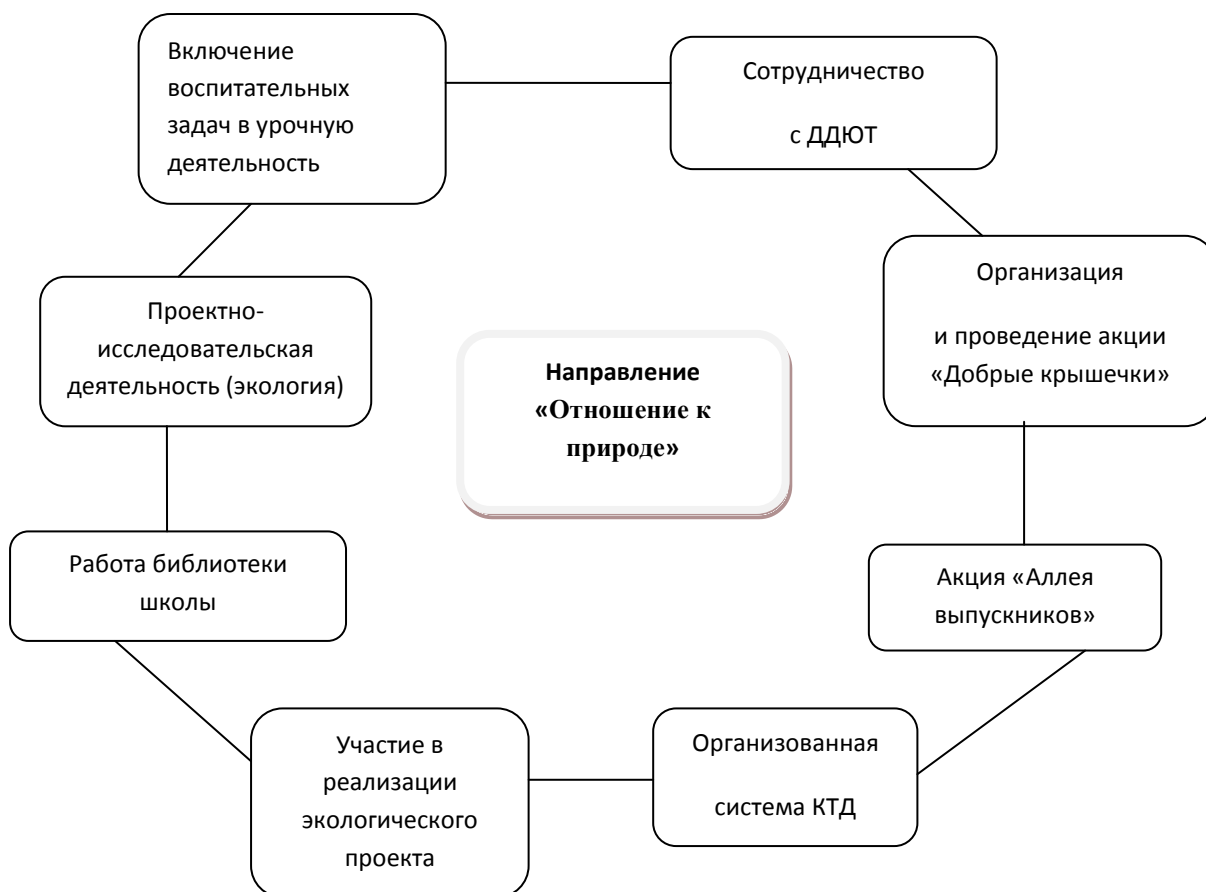 Включение
воспитательных
задач в урочную
деятельность
Сотрудничество
с ДДЮТ
Организация
и проведение акции
«Добрые крышечки»
Проектно-
исследовательская
деятельность (экология)
Направление
«Отношение к
природе»
Работа библиотеки
школы
Акция «Аллея
выпускников»
Участие в
реализации
экологического
проекта
Организованная
система КТД